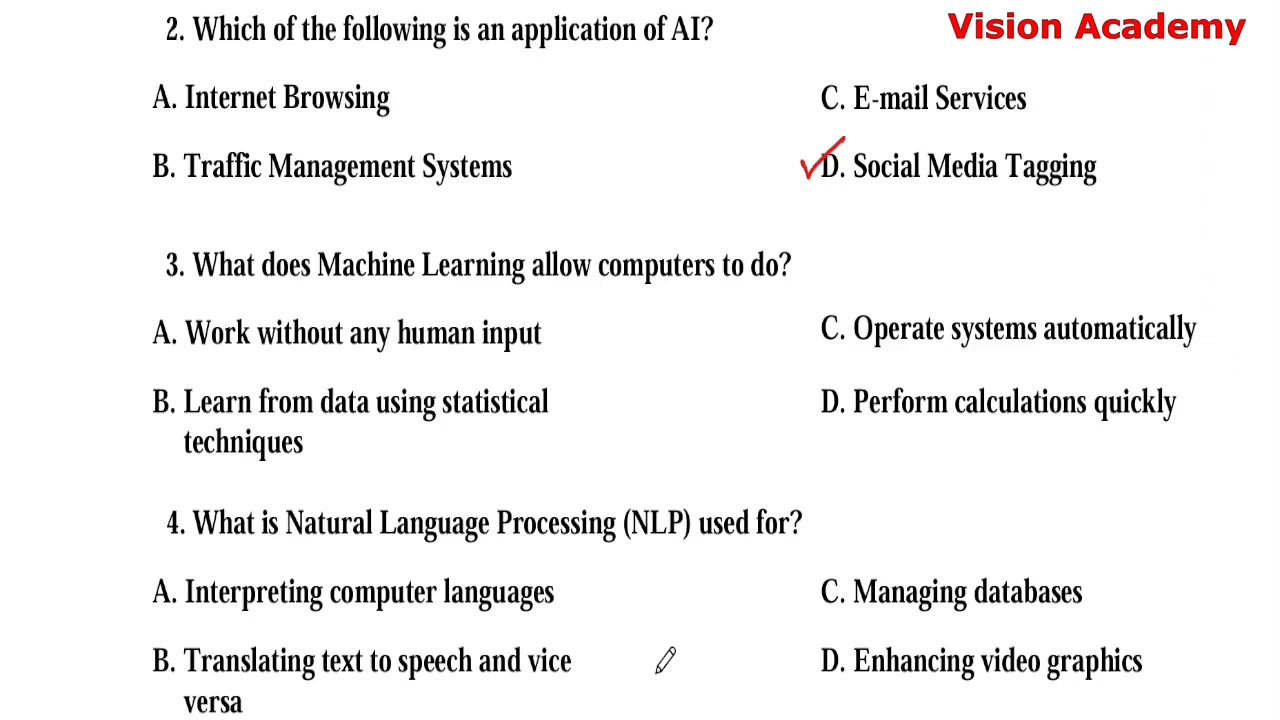 Vision Academy
2. Which of the following is an application of AI?
A. Internet Browsing
C. E-mail Services
B. Traffic Management Systems
D. Social Media Tagging
3. What does Machine Learning allow computers to do?
A. Work without any human input
C. Operate systems automatically
B. Learn from data using statistical
techniques
D. Perform calculations quickly
4. What is Natural Language Processing (NLP) used for?
A. Interpreting computer languages
C. Managing databases
B. Translating text to speech and vice
versa
D. Enhancing video graphics